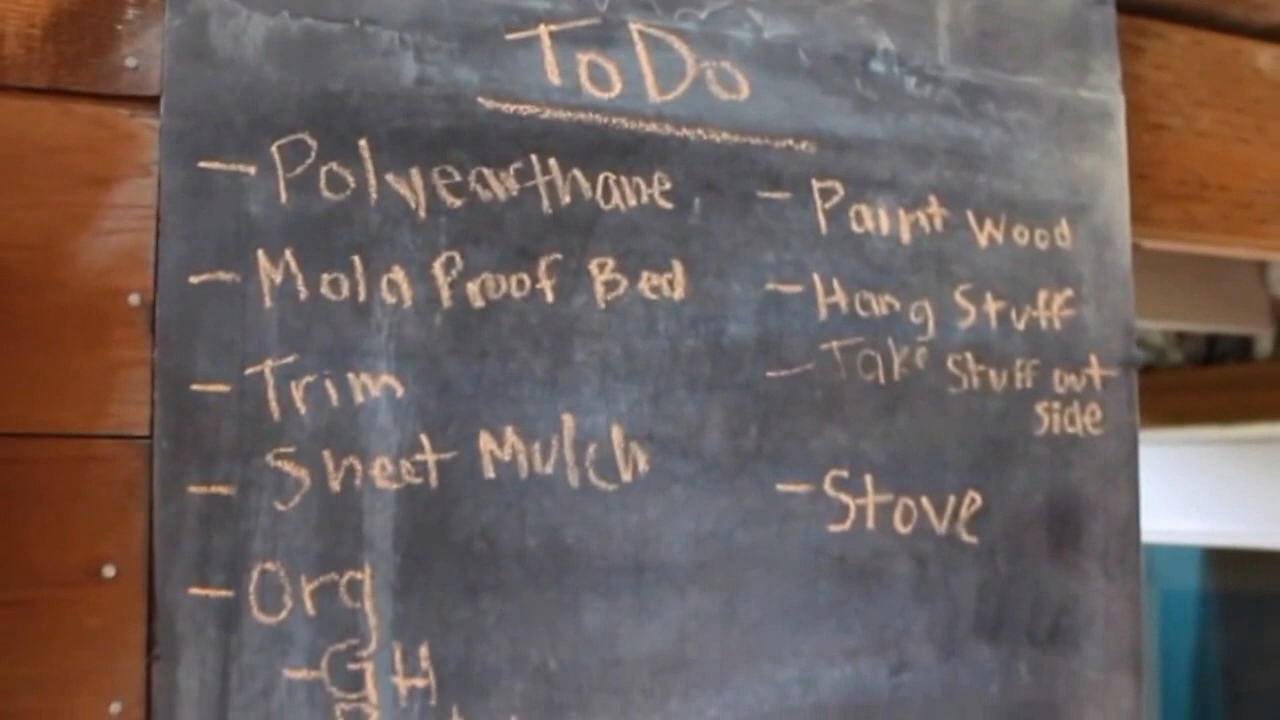 ToDo
- Polyearthane
- Mold Proof Bed
- Trim
- Sheet Mulch
- Org
- GH
- Paint Wood
- Hang Stuff
- Take Stuff out
side
- Stove